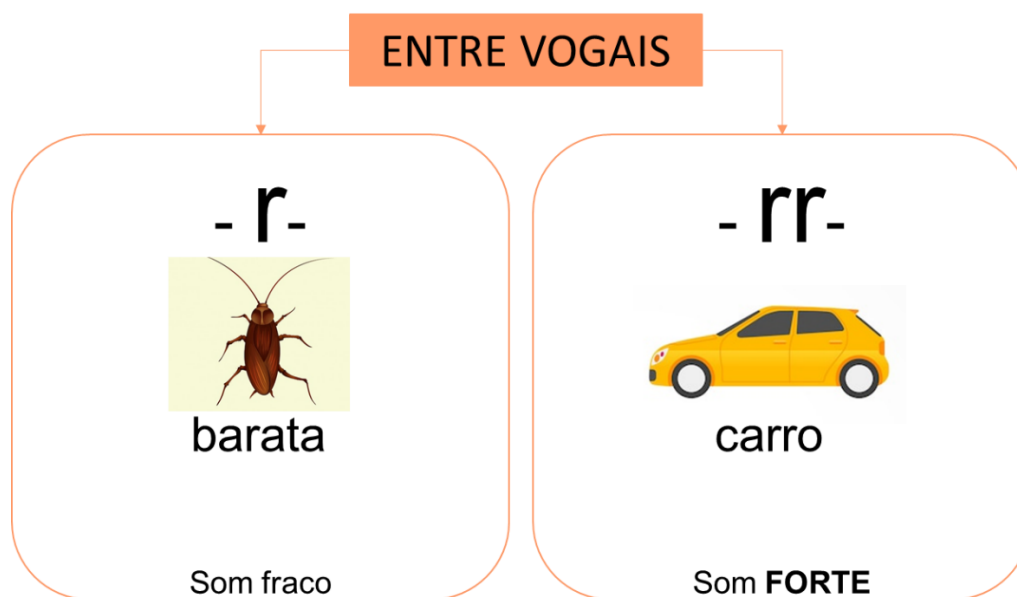 ENTRE VOGAIS
- r-
barata
Som fraco
- rr-
carro
Som FORTE